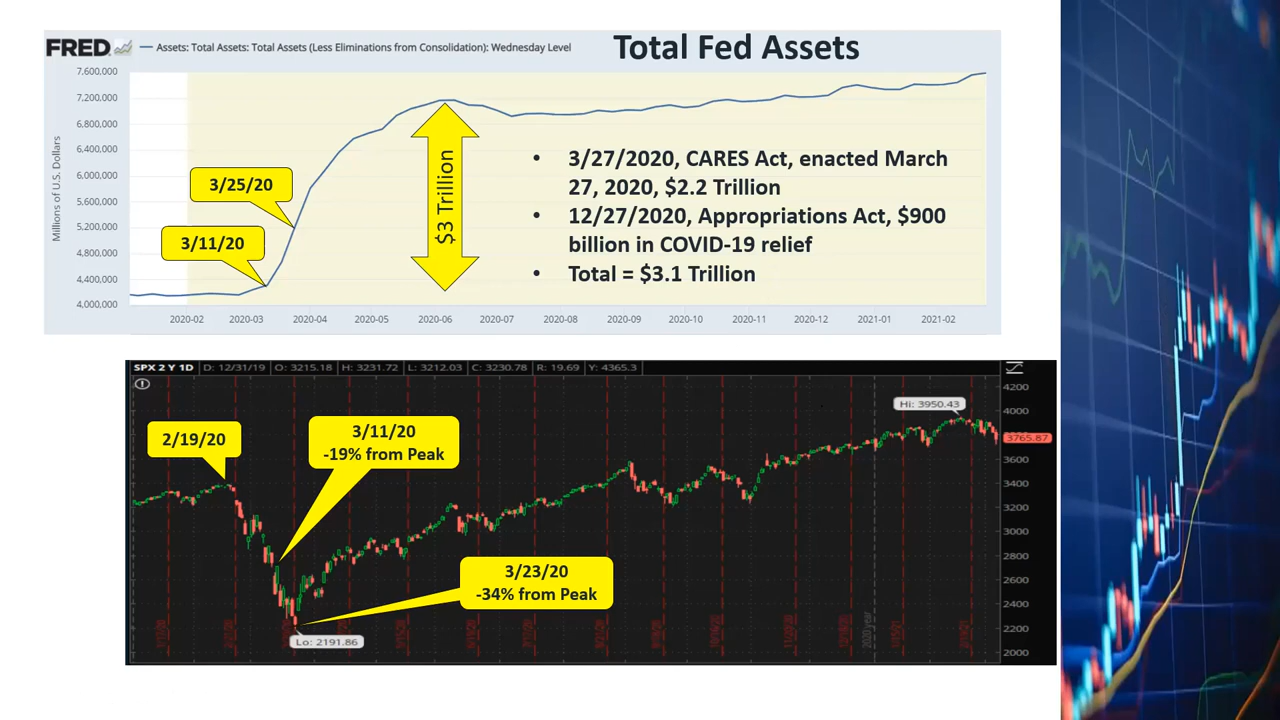 FRED
Assets: Total Assets: Total Assets (Less Eliminations from Consolidation): Wednesday Level
Total Fed Assets
Millions of U.S. Dollars
7,600,000
7,200,000
6,800,000
6,400,000
6,000,000
5,600,000
5,200,000
4,800,000
4,400,000
4,000,000
3/25/20
3/11/20
$3 Trillion
• 3/27/2020, CARES Act, enacted March
27, 2020, $2.2 Trillion
• 12/27/2020, Appropriations Act, $900
billion in COVID-19 relief
• Total = $3.1 Trillion
2020-02 2020-03 2020-04 2020-05 2020-06 2020-07 2020-08 2020-09 2020-10 2020-11 2020-12 2021-01 2021-02
SPX 2 Y 1D D: 12/31/19 O: 3215.18 H: 3231.72 L: 3212.03 C: 3230.78 R: 19.69 Y: 4365.3
2/19/20
3/11/20
-19% from Peak
3/23/20
-34% from Peak
Hi: 3950.43
Lo: 2191.86
4200
4000
3765.87
3600
3400
3200
3000
2800
2600
2400
2200
2000